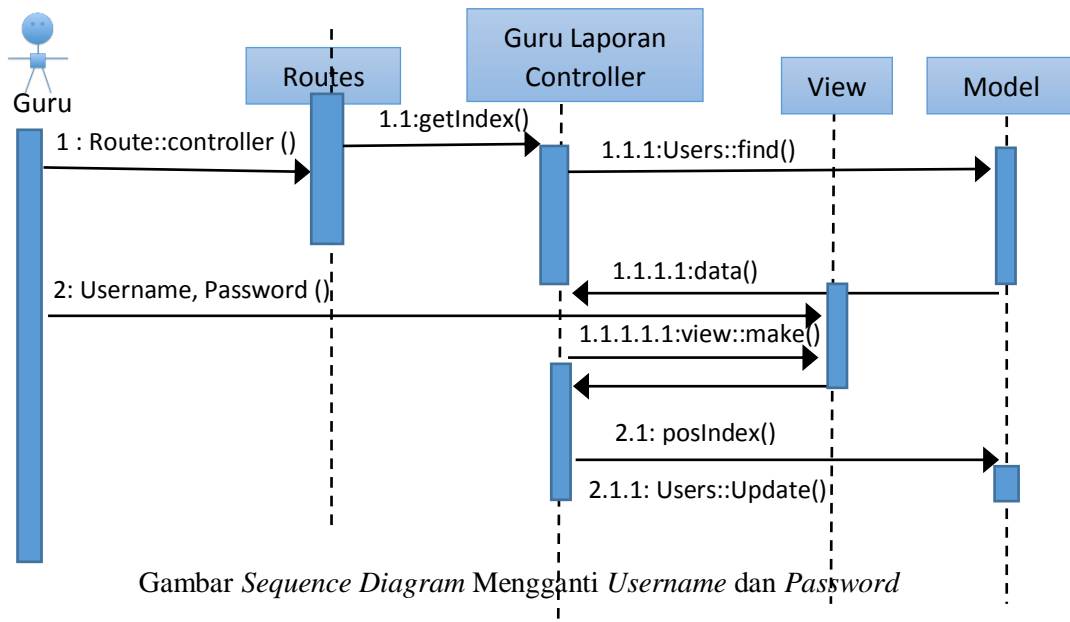 Guru Laporan
Controller
Routes
View
Model
Guru
1.1:getIndex()
1 : Route::controller ()
1.1.1:Users::find()
1.1.1.1:data()
2: Username, Password ()
1.1.1.1.1:view::make()
2.1: posIndex()
2.1.1: Users::Update()
Gambar Sequence Diagram Mengganti Username dan Password